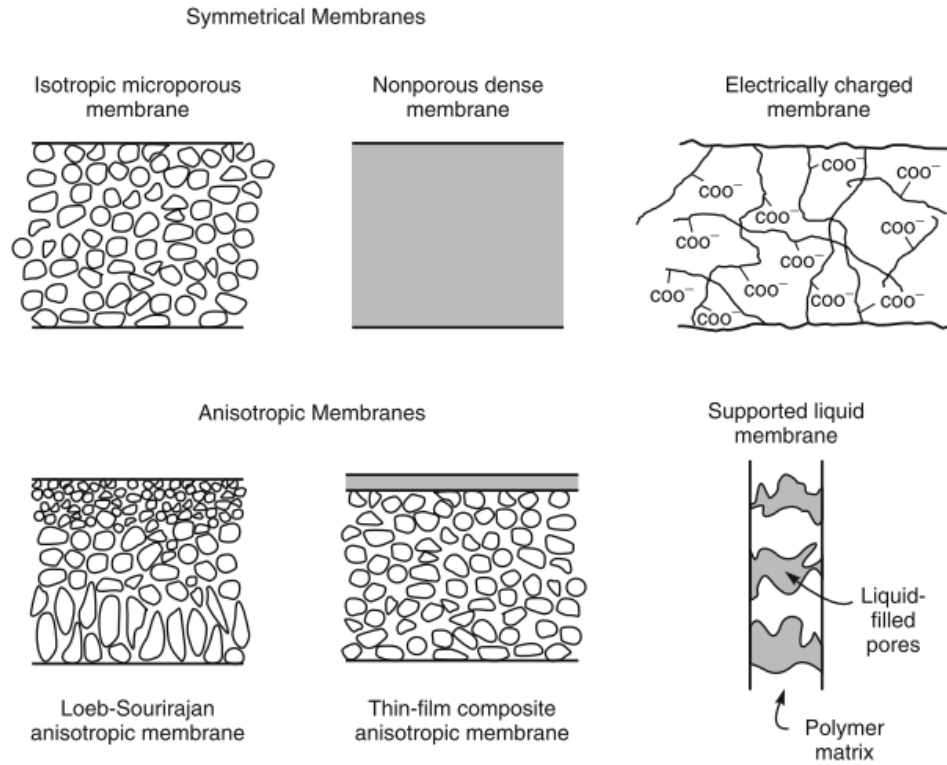 Symmetrical Membranes
Isotropic microporous
membrane
Nonporous dense
membrane
Electrically charged
membrane
COO⁻
COO⁻
COO⁻
COO⁻
COO⁻
COO⁻
COO⁻
COO⁻
COO⁻
COO⁻
COO⁻
COO⁻
Anisotropic Membranes
Supported liquid
membrane
Liquid-
filled
pores
Loeb-Sourirajan
anisotropic membrane
Thin-film composite
anisotropic membrane
Polymer
matrix